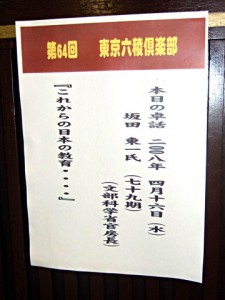 第64回　東京六稜倶楽部
本日の卓話　二〇〇八年　四月十六日（水）
坂田　東一氏　（七十九期）
（文部科学省官房長）
『これからの日本の教育・・・・』